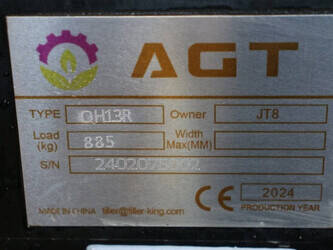 AGT
TYPE QH13R Owner JT8
Load (kg) 885 Width Max(MM)
S/N
CE 2024
MADE IN CHINA tiller@tiller-king.com PRODUCTION YEAR